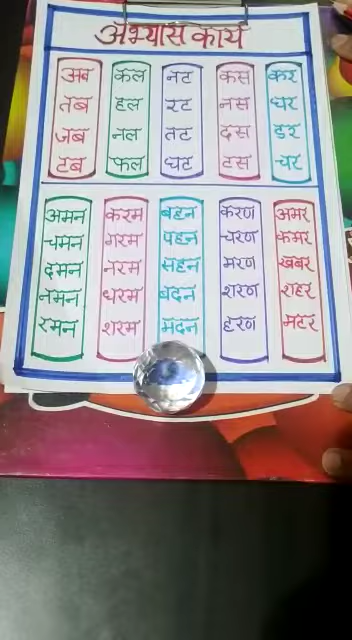 अभ्यास कार्य
अब कल नट कस कर
तब हल रट नस घर
जब नल तट दस डर
टब फल घट टस चर
अमन करम बहन करण अमर
चमन गरम पहन चरण कमर
दमन नरम सहन मरण खबर
नमन धरम बदन शरण शहर
रमन शरम मदन हरण मटर